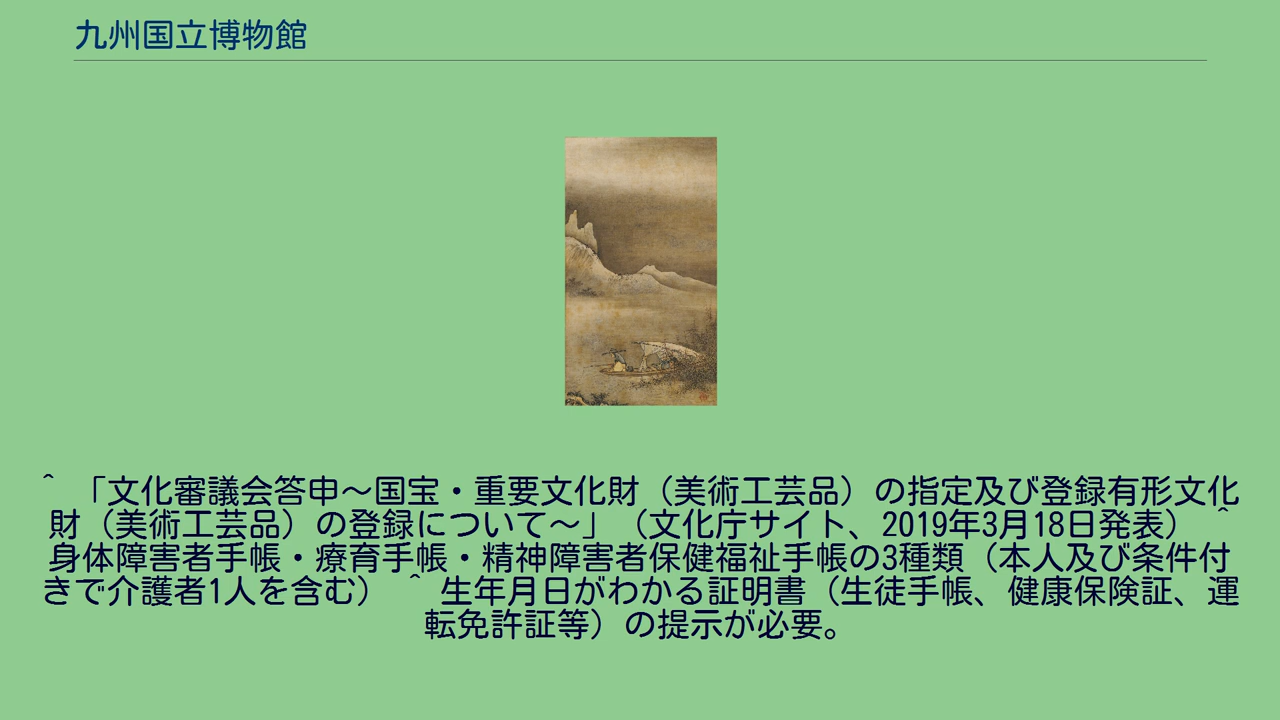 九州国立博物館
^ 「文化審議会答申〜国宝・重要文化財（美術工芸品）の指定及び登録有形文化
財（美術工芸品）の登録について〜」（文化庁サイト、2019年3月18日発表） ^
身体障害者手帳・療育手帳・精神障害者保健福祉手帳の3種類（本人及び条件付
きで介護者1人を含む） ^ 生年月日がわかる証明書（生徒手帳、健康保険証、運
転免許証等）の提示が必要。